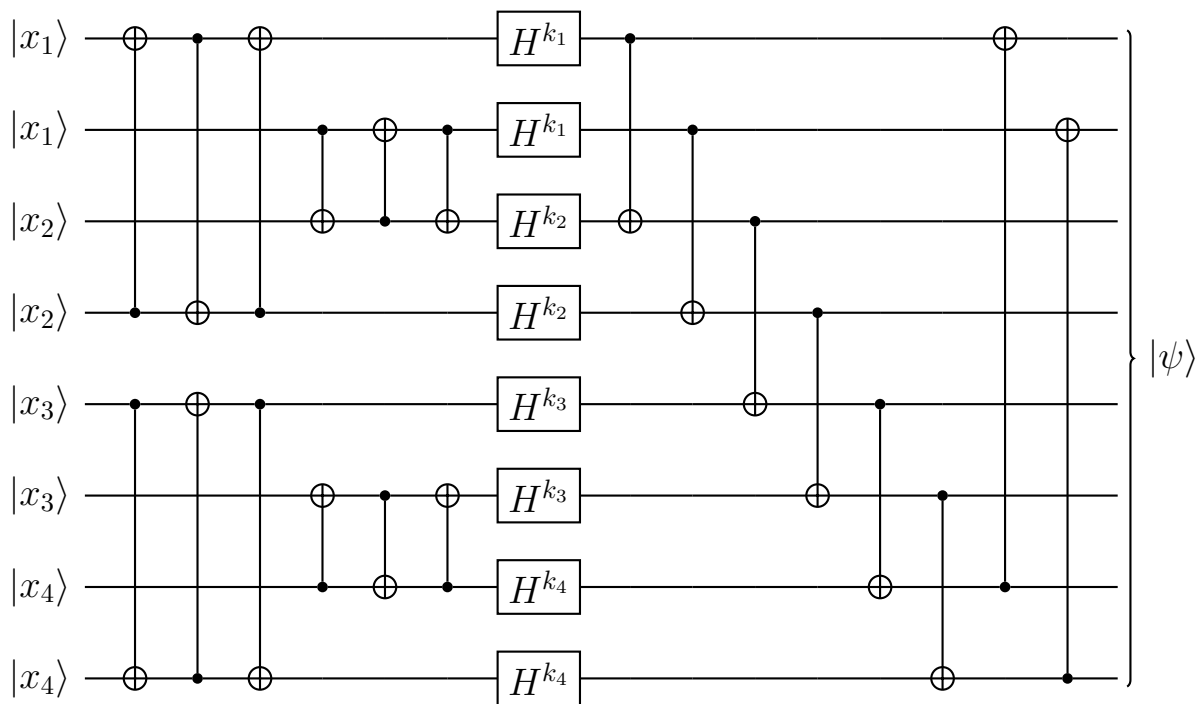 |x₁⟩ H^{k₁}
|x₁⟩ H^{k₁}
|x₂⟩ H^{k₂}
|x₂⟩ H^{k₂}
|ψ⟩
|x₃⟩ H^{k₃}
|x₃⟩ H^{k₃}
|x₄⟩ H^{k₄}
|x₄⟩ H^{k₄}